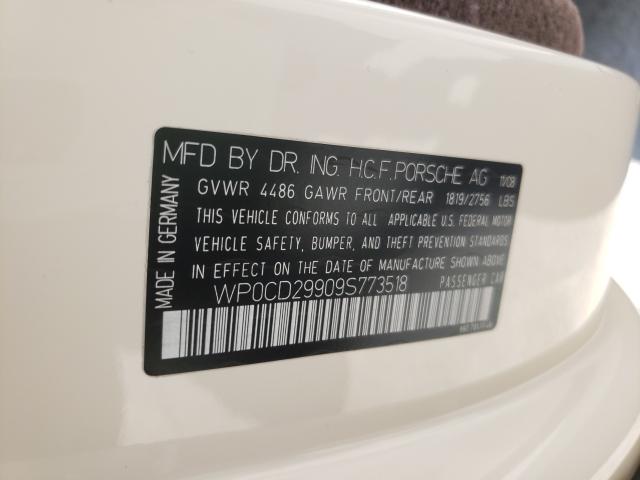 MFD BY DR. ING. H.C.F. PORSCHE AG 11/08
GVWR 4486 GAWR FRONT/REAR 1819/2756 LBS
THIS VEHICLE CONFORMS TO ALL APPLICABLE U.S. FEDERAL MOTOR
VEHICLE SAFETY, BUMPER, AND THEFT PREVENTION STANDARDS
IN EFFECT ON THE DATE OF MANUFACTURE SHOWN ABOVE.
WP0CD29909S773518 PASSENGER CAR
MADE IN GERMANY